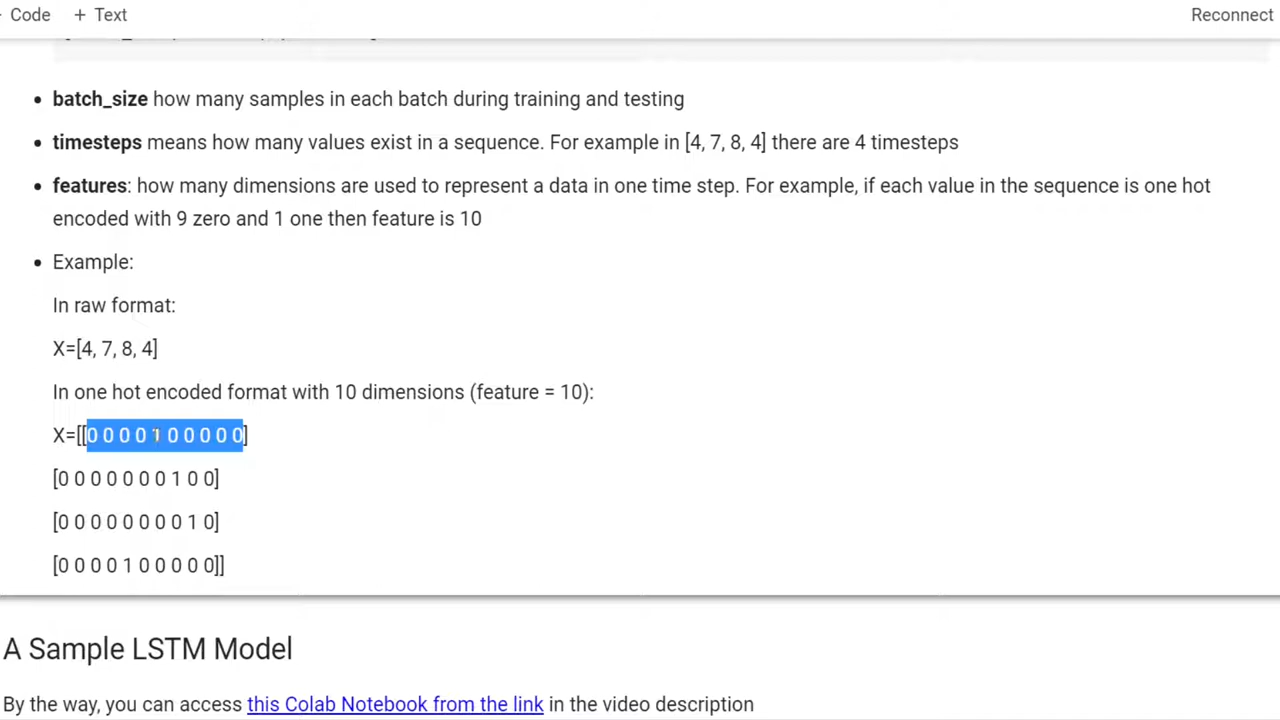 Code + Text Reconnect
• batch_size how many samples in each batch during training and testing
• timesteps means how many values exist in a sequence. For example in [4, 7, 8, 4] there are 4 timesteps
• features: how many dimensions are used to represent a data in one time step. For example, if each value in the sequence is one hot
encoded with 9 zero and 1 one then feature is 10
• Example:
In raw format:
X=[4, 7, 8, 4]
In one hot encoded format with 10 dimensions (feature = 10):
X=[[0 0 0 0 1 0 0 0 0 0]
[0 0 0 0 0 0 0 1 0 0]
[0 0 0 0 0 0 0 0 1 0]
[0 0 0 0 1 0 0 0 0 0]]
A Sample LSTM Model
By the way, you can access this Colab Notebook from the link in the video description